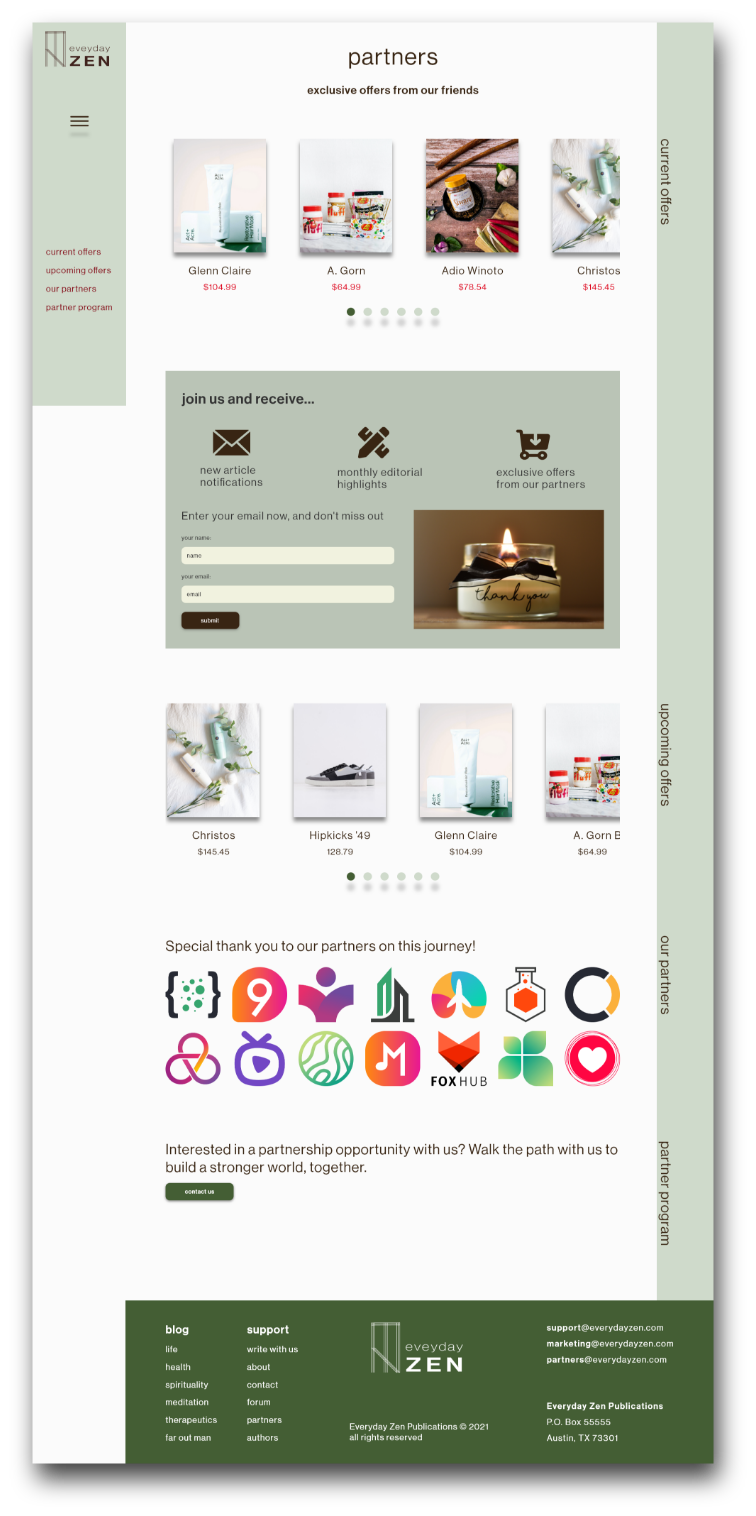 eveyday
ZEN
current offers
upcoming offers
our partners
partner program
partners
exclusive offers from our friends
Glenn Claire
$104.99
A. Gorn
$64.99
Adio Winoto
$78.54
Christos
$145.45
current offers
join us and receive...
new article
notifications
monthly editorial
highlights
exclusive offers
from our partners
Enter your email now, and don't miss out
your name:
name
your email:
email
submit
thank you
Christos
$145.45
Hipkicks '49
128.79
Glenn Claire
$104.99
A. Gorn B
$64.99
upcoming offers
Special thank you to our partners on this journey!
9
FOXHUB
our partners
Interested in a partnership opportunity with us? Walk the path with us to
build a stronger world, together.
contact us
partner program
blog
life
health
spirituality
meditation
therapeutics
far out man
support
write with us
about
contact
forum
partners
authors
eveyday
ZEN
Everyday Zen Publications © 2021
all rights reserved
support@everydayzen.com
marketing@everydayzen.com
partners@everydayzen.com
Everyday Zen Publications
P.O. Box 55555
Austin, TX 73301